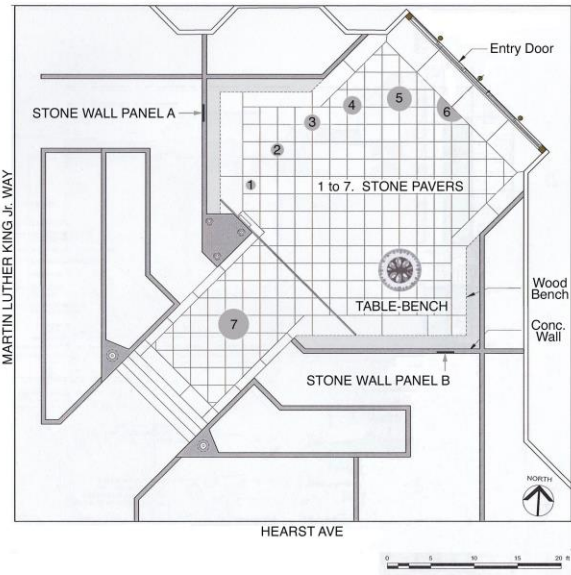 Entry Door
STONE WALL PANEL A
1
2
3
4
5
6
1 to 7. STONE PAVERS
MARTIN LUTHER KING Jr. WAY
TABLE-BENCH
Wood
Bench
Conc.
Wall
7
STONE WALL PANEL B
NORTH
HEARST AVE
0 5 10 15 20 ft